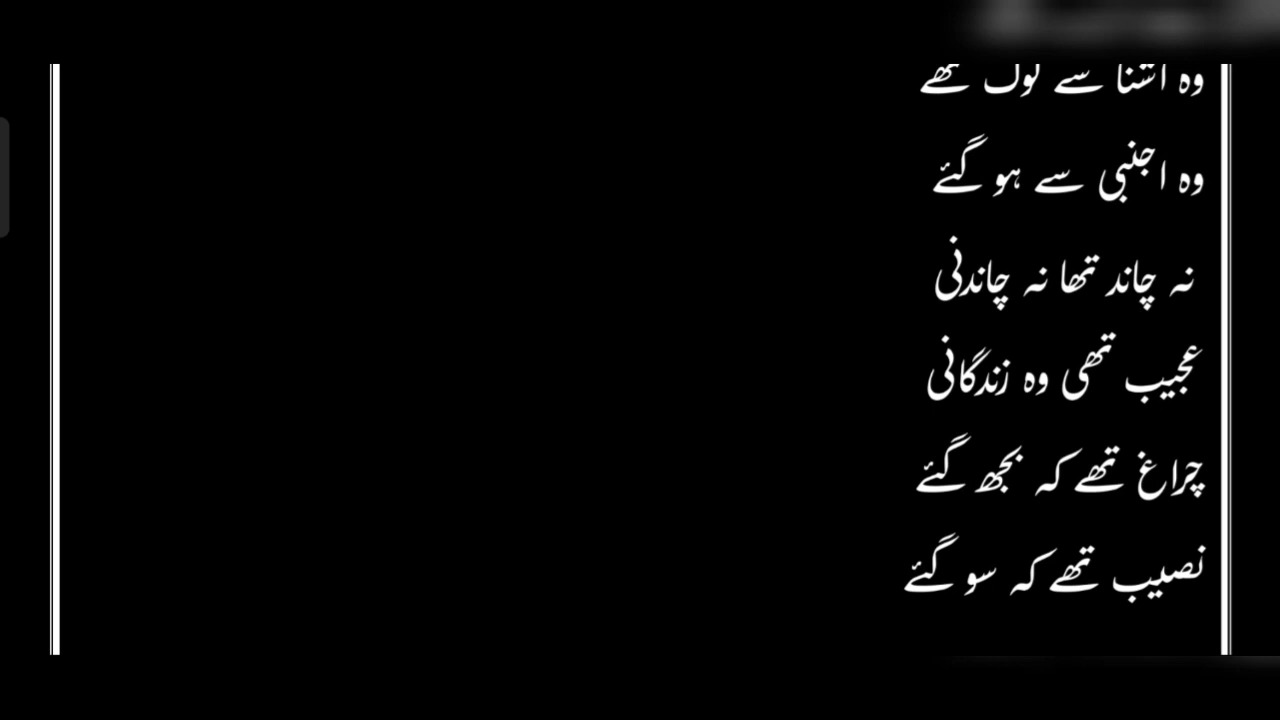 وہ آشنا سے لوگ تھے
وہ اجنبی سے ہو گئے
نہ چاند تھا نہ چاندنی
عجیب تھی وہ زندگانی
چراغ تھے کہ بجھ گئے
نصیب تھے کہ سو گئے